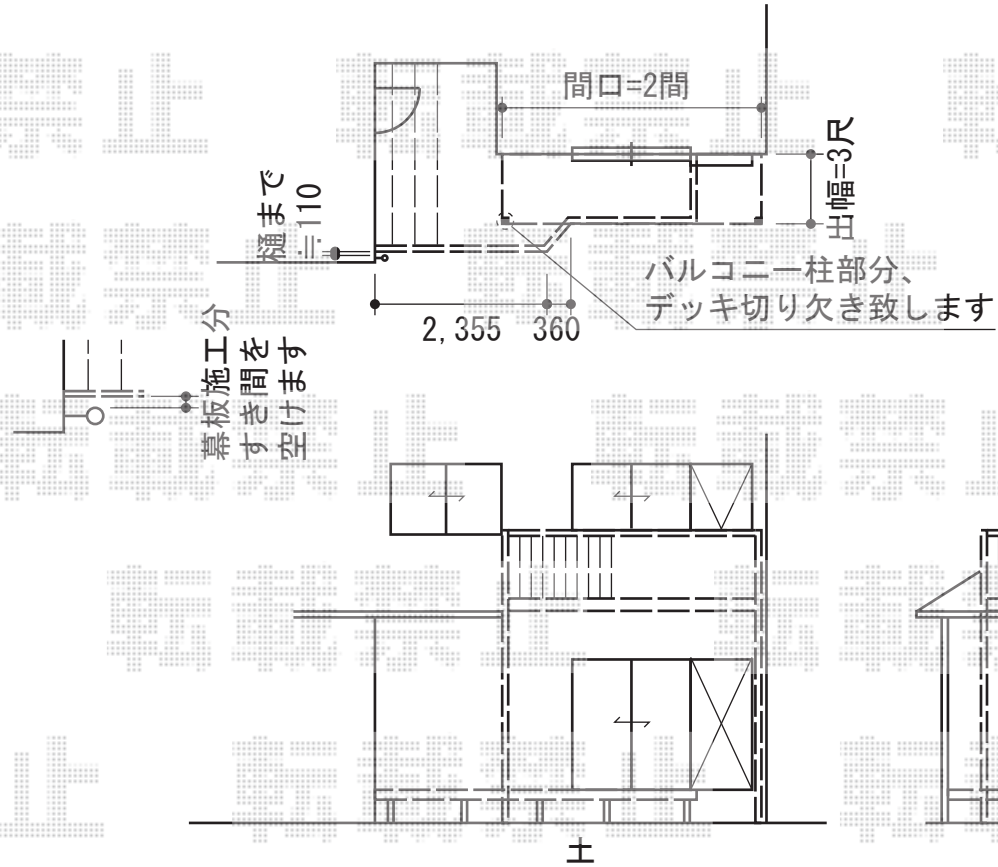 間口=2間
出幅=3尺
樋まで
≒110
バルコニー柱部分、
デッキ切り欠き致します
2,355 360
幕板施工分
すき間を
空けます
土